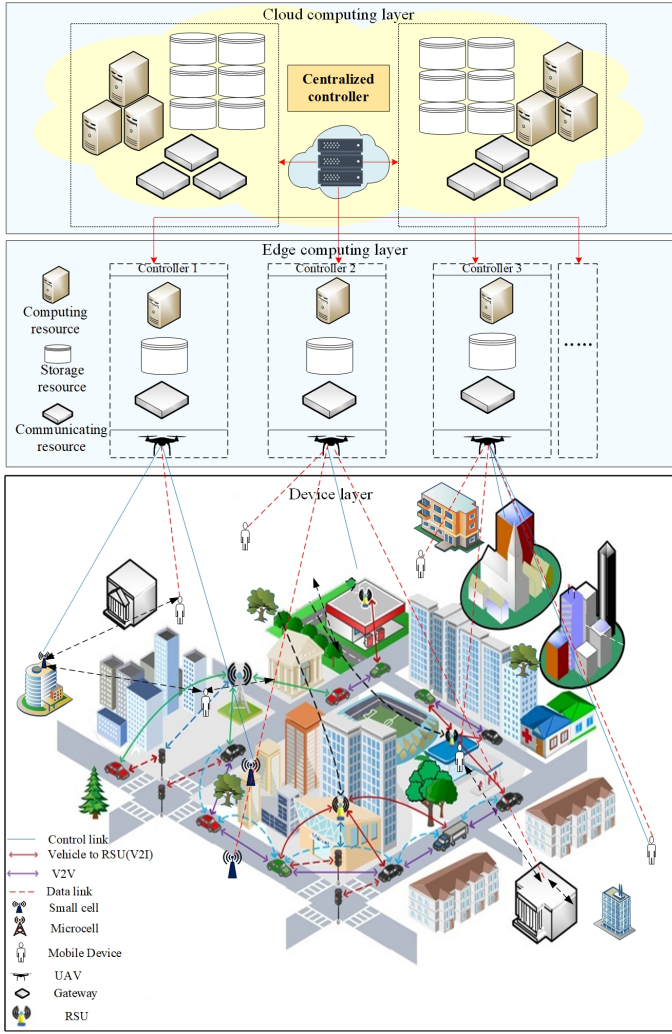 Cloud computing layer
Centralized
controller
Edge computing layer
Controller 1
Controller 2
Controller 3
Computing
resource
Storage
resource
Communicating
resource
......
Device layer
Control link
Vehicle to RSU(V2I)
V2V
Data link
Small cell
Microcell
Mobile Device
UAV
Gateway
RSU